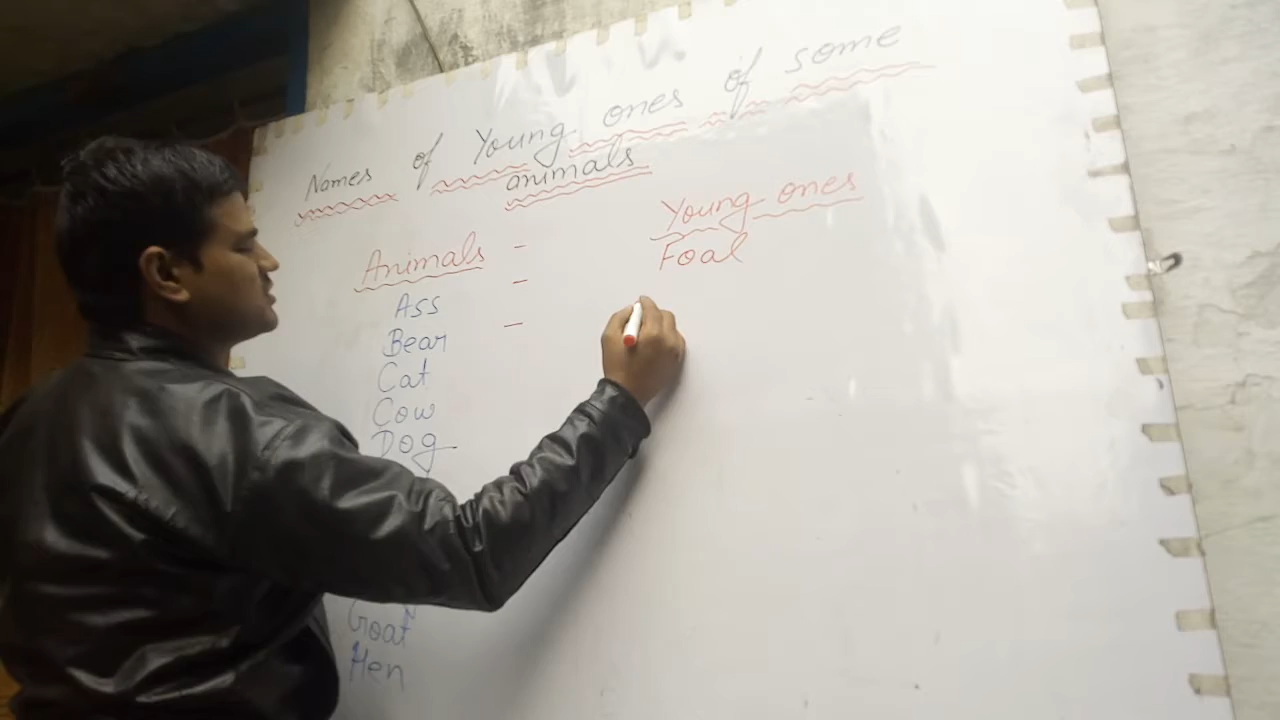 Names of Young ones of some
animals
Animals - Young ones
Ass - Foal
Bear -
Cat
Cow
Dog
Goat
Hen